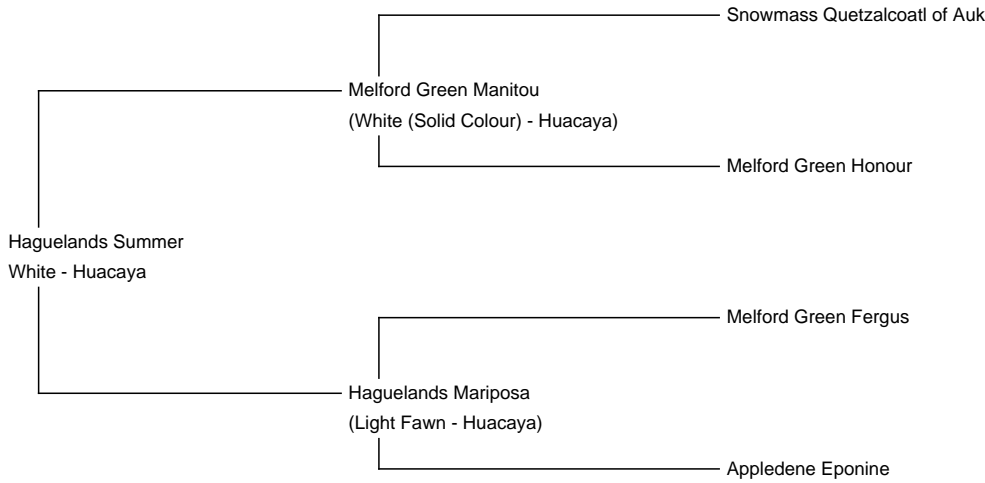 Snowmass Quetzalcoatl of Auk
Melford Green Manitou
(White (Solid Colour) - Huacaya)
Melford Green Honour
Haguelands Summer
White - Huacaya
Melford Green Fergus
Haguelands Mariposa
(Light Fawn - Huacaya)
Appledene Eponine